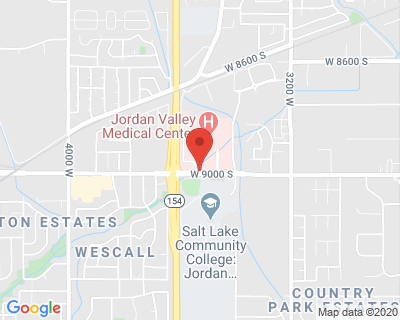 W 8600 S
W 8600 S
3200 W
Jordan Valley
Medical Center
H
4000 W
W 9000 S
154
TON ESTATES
WESCALL
Salt Lake
Community
College:
Jordan...
COUNTRY
PARK ESTATES
Google
Map data ©2020